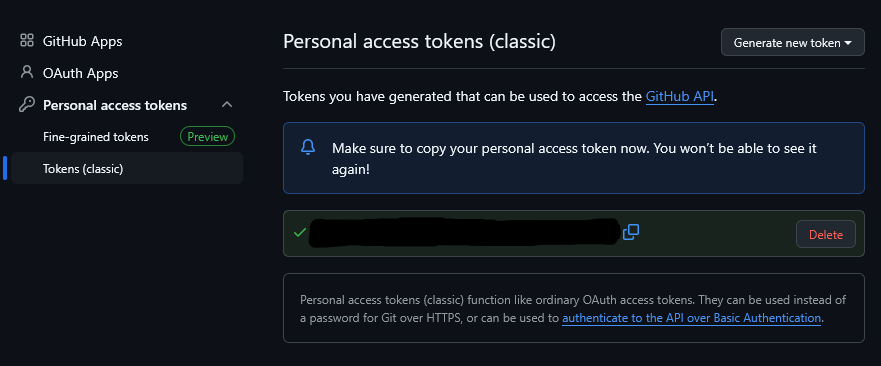 GitHub Apps
OAuth Apps
Personal access tokens
Fine-grained tokens Preview
Tokens (classic)
Personal access tokens (classic)
Generate new token
Tokens you have generated that can be used to access the GitHub API.
Make sure to copy your personal access token now. You won't be able to see it
again!
Delete
Personal access tokens (classic) function like ordinary OAuth access tokens. They can be used instead of
a password for Git over HTTPS, or can be used to authenticate to the API over Basic Authentication.